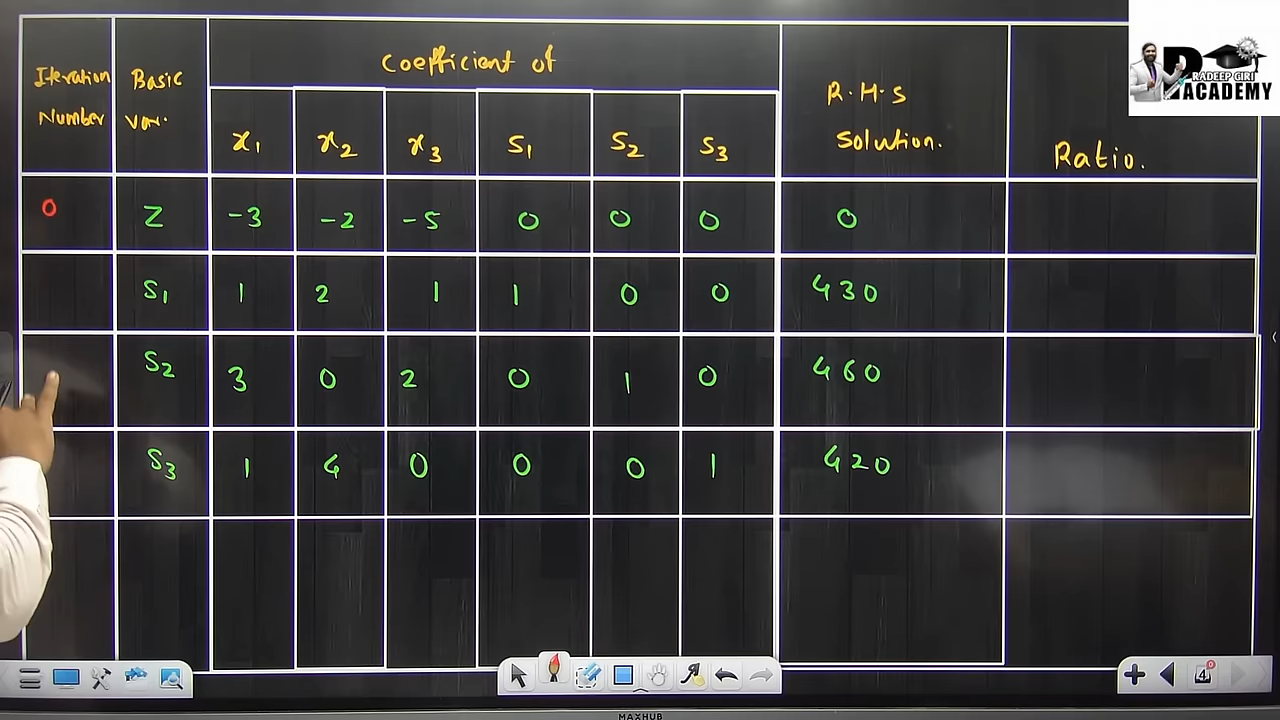 Coefficient of
Iteration Number Basic Var. x₁ x₂ x₃ S₁ S₂ S₃ R.H.S Solution. Ratio.
0 Z -3 -2 -5 0 0 0 0
S₁ 1 2 1 1 0 0 430
S₂ 3 0 2 0 1 0 460
S₃ 1 4 0 0 0 1 420
RADEEP GIRI
ACADEMY
4
MAXHUB